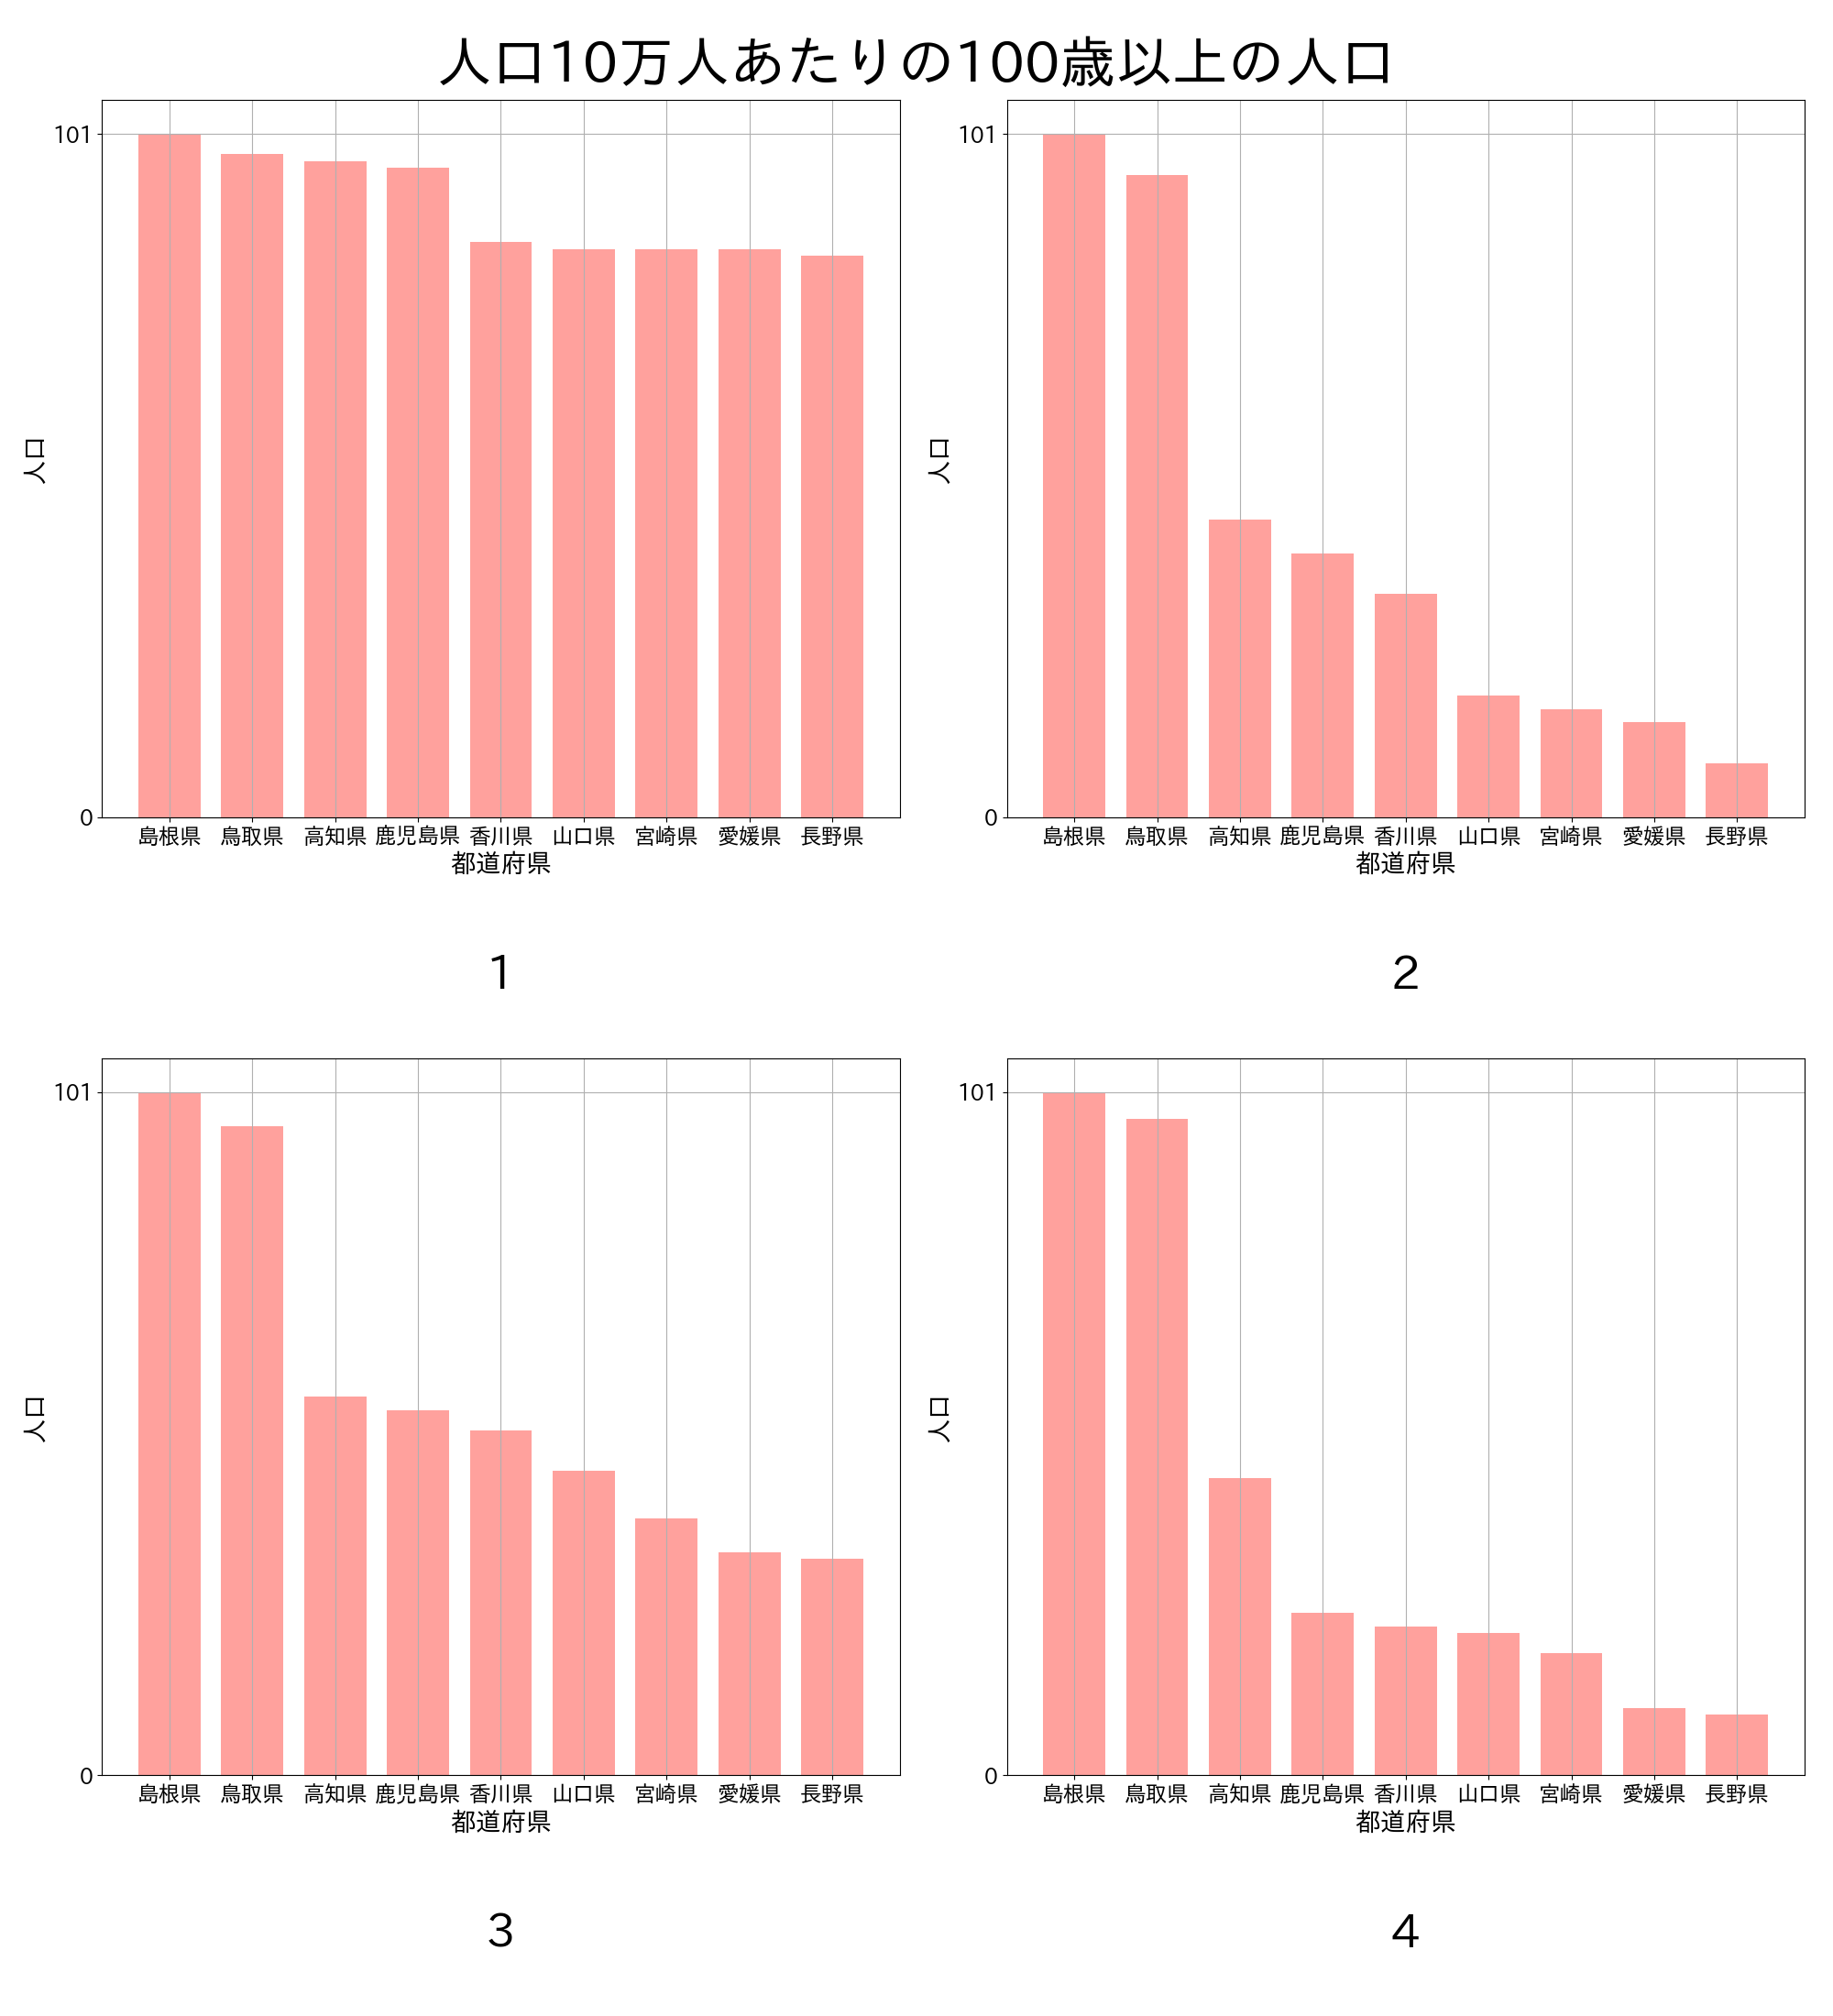 人口10万人あたりの100歳以上の人口
101
0
人口
島根県 鳥取県 高知県 鹿児島県 香川県 山口県 宮崎県 愛媛県 長野県
都道府県
1
101
0
人口
島根県 鳥取県 高知県 鹿児島県 香川県 山口県 宮崎県 愛媛県 長野県
都道府県
2
101
0
人口
島根県 鳥取県 高知県 鹿児島県 香川県 山口県 宮崎県 愛媛県 長野県
都道府県
3
101
0
人口
島根県 鳥取県 高知県 鹿児島県 香川県 山口県 宮崎県 愛媛県 長野県
都道府県
4